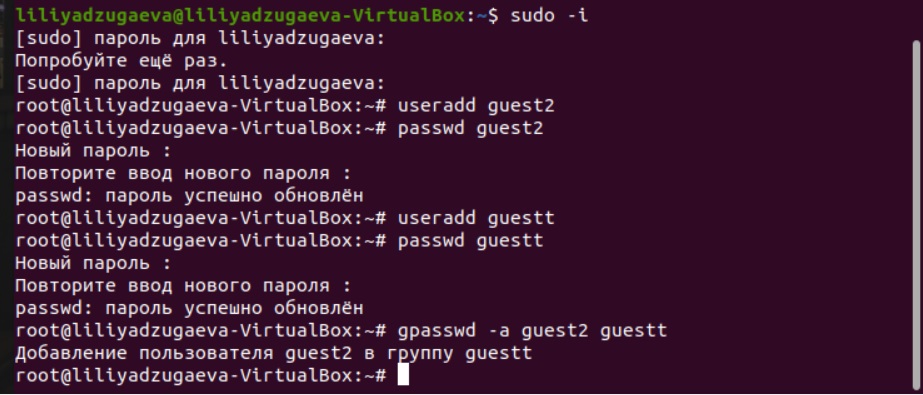 liliyadzugaeva@liliyadzugaeva-VirtualBox:~$ sudo -i
[sudo] пароль для liliyadzugaeva:
Попробуйте ещё раз.
[sudo] пароль для liliyadzugaeva:
root@liliyadzugaeva-VirtualBox:~# useradd guest2
root@liliyadzugaeva-VirtualBox:~# passwd guest2
Новый пароль :
Повторите ввод нового пароля :
passwd: пароль успешно обновлён
root@liliyadzugaeva-VirtualBox:~# useradd guestt
root@liliyadzugaeva-VirtualBox:~# passwd guestt
Новый пароль :
Повторите ввод нового пароля :
passwd: пароль успешно обновлён
root@liliyadzugaeva-VirtualBox:~# gpasswd -a guest2 guestt
Добавление пользователя guest2 в группу guestt
root@liliyadzugaeva-VirtualBox:~#